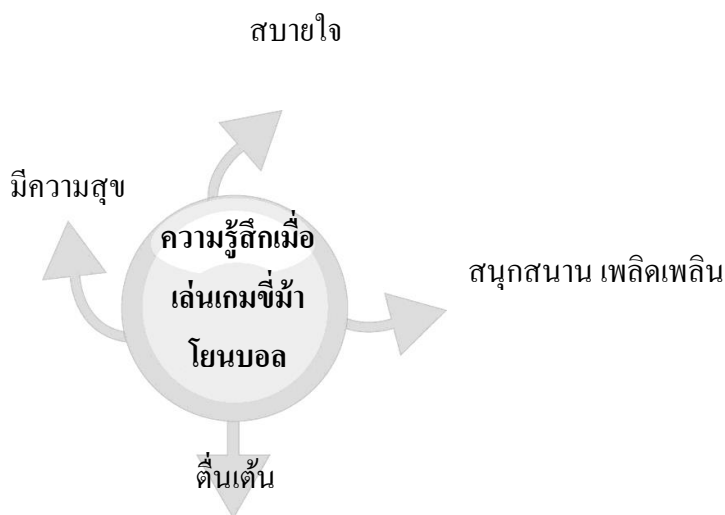 สบายใจ
มีความสุข
ความรู้สึกเมื่อ
เล่นเกมขี่ม้า
โยนบอล
สนุกสนาน เพลิดเพลิน
ตื่นเต้น